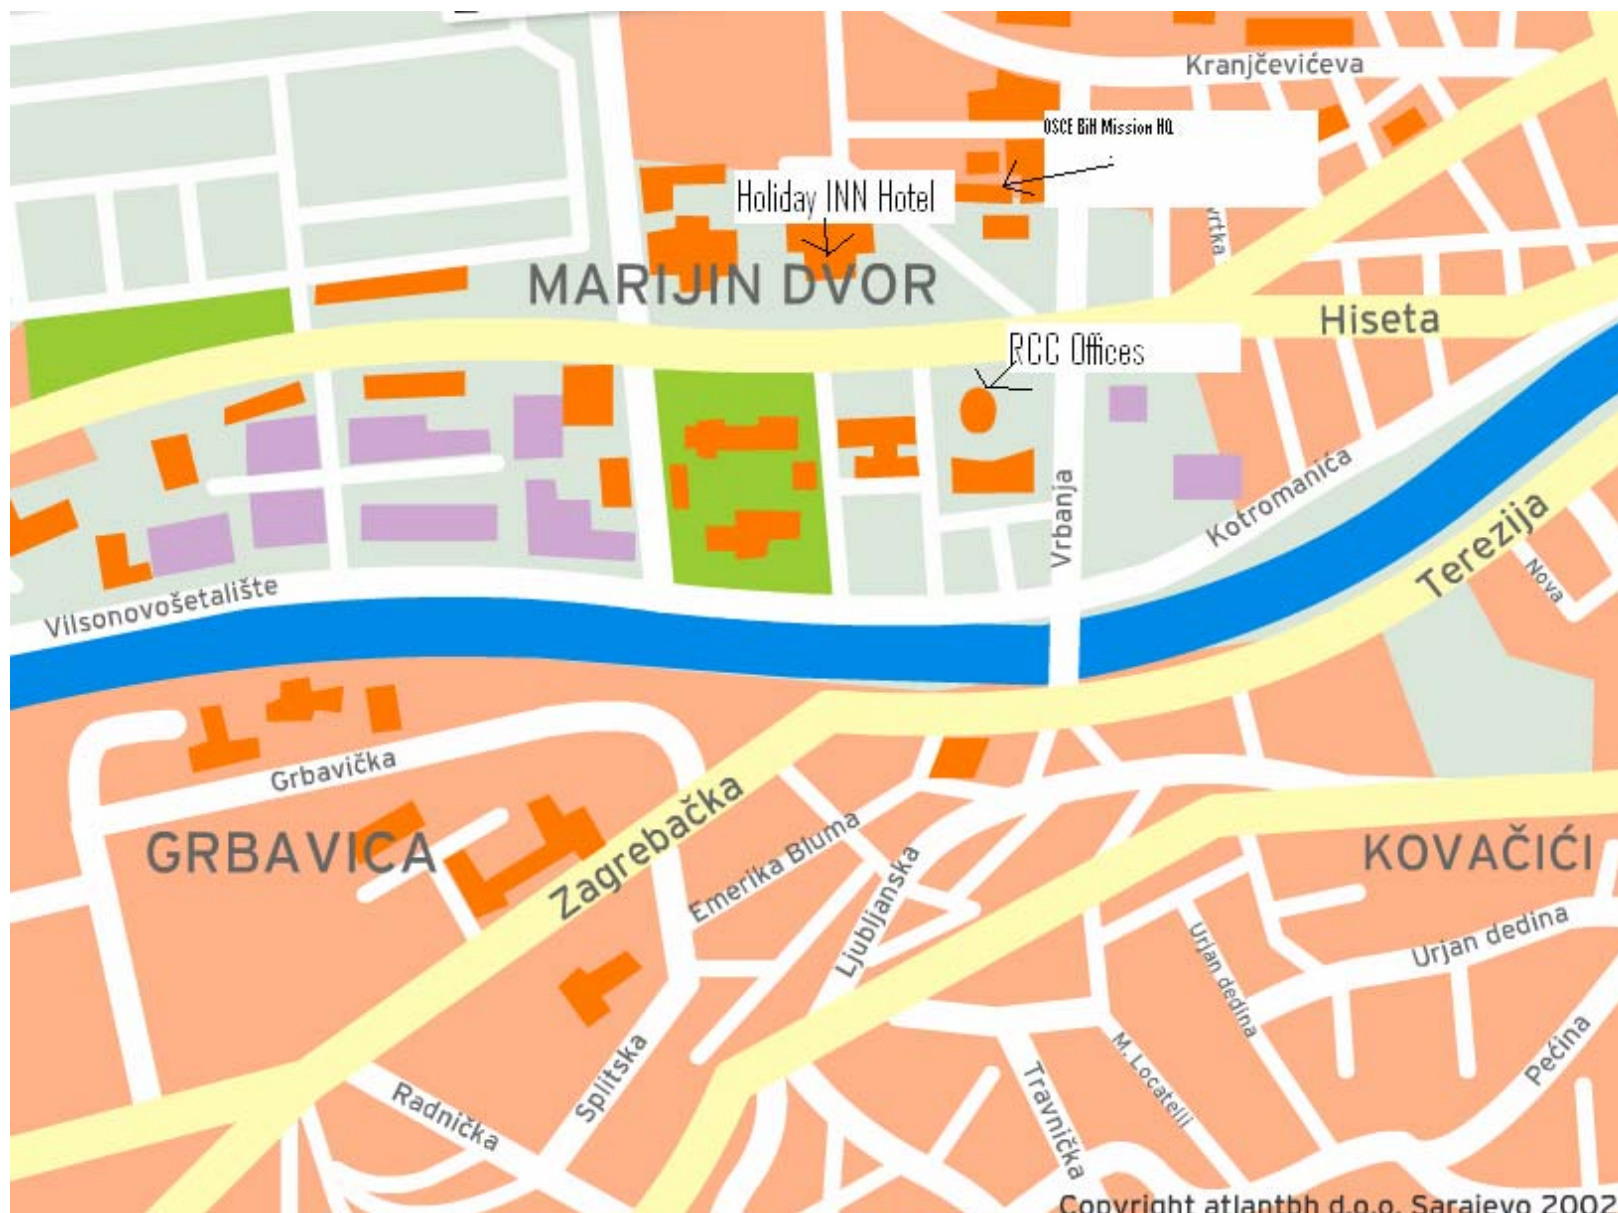 Kranjčevićeva
OSCE BiH Mission HQ
Holiday INN Hotel
MARIJIN DVOR
Hiseta
RCC Offices
Vrbanja
Kotromanića
Terezija
Nova
Vilsonovošetalište
Grbavička
GRBAVICA
Zagrebačka
Emerika Bluma
Ljubljanska
KOVAČIĆI
Urjan dedina
Urjan dedina
Splitska
Radnička
Travnička
M. Locatelli
Pećina
Copyright atlantbh d.o.o. Sarajevo 2002